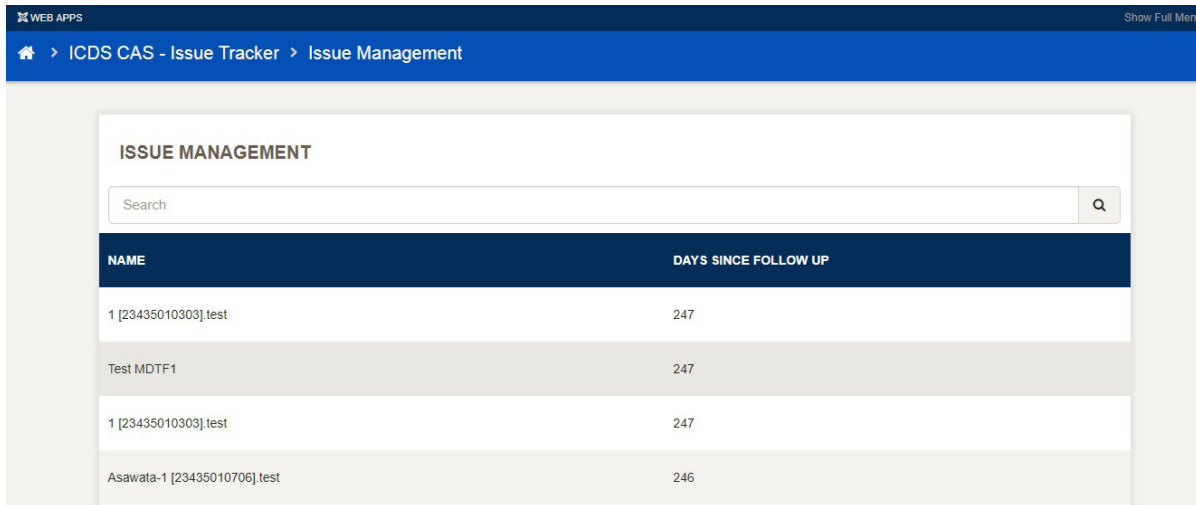 WEB APPS
Show Full Men
> ICDS CAS - Issue Tracker > Issue Management
ISSUE MANAGEMENT
Search
NAME DAYS SINCE FOLLOW UP
1 [23435010303].test 247
Test MDTF1 247
1 [23435010303].test 247
Asawata-1 [23435010706].test 246